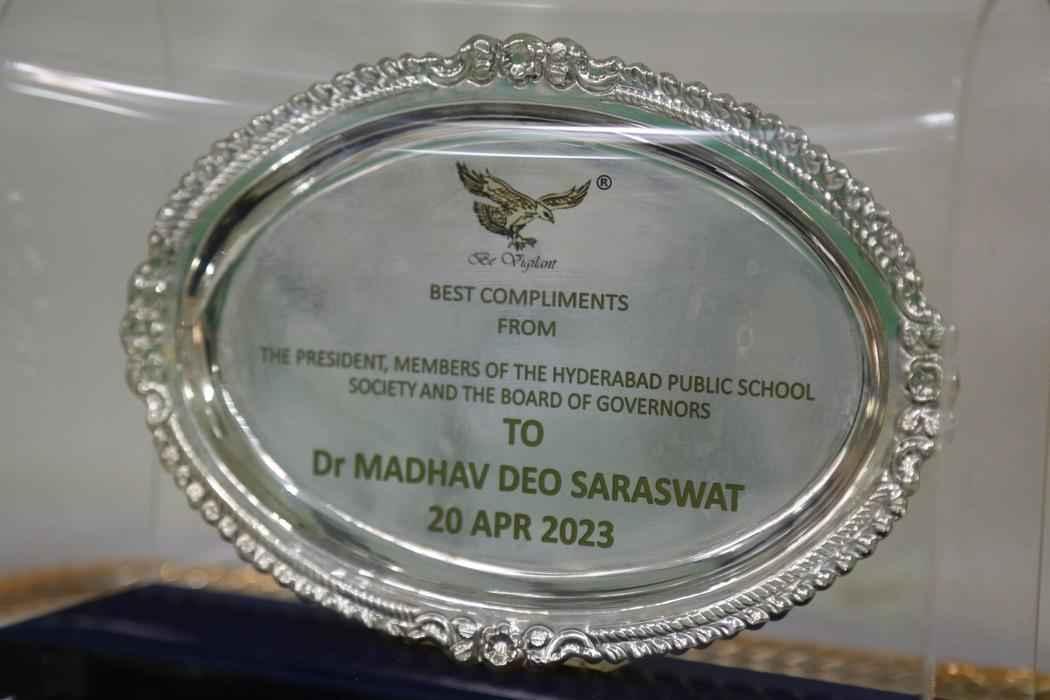 ®
Be Vigilant
BEST COMPLIMENTS
FROM
THE PRESIDENT, MEMBERS OF THE HYDERABAD PUBLIC SCHOOL
SOCIETY AND THE BOARD OF GOVERNORS
TO
Dr MADHAV DEO SARASWAT
20 APR 2023